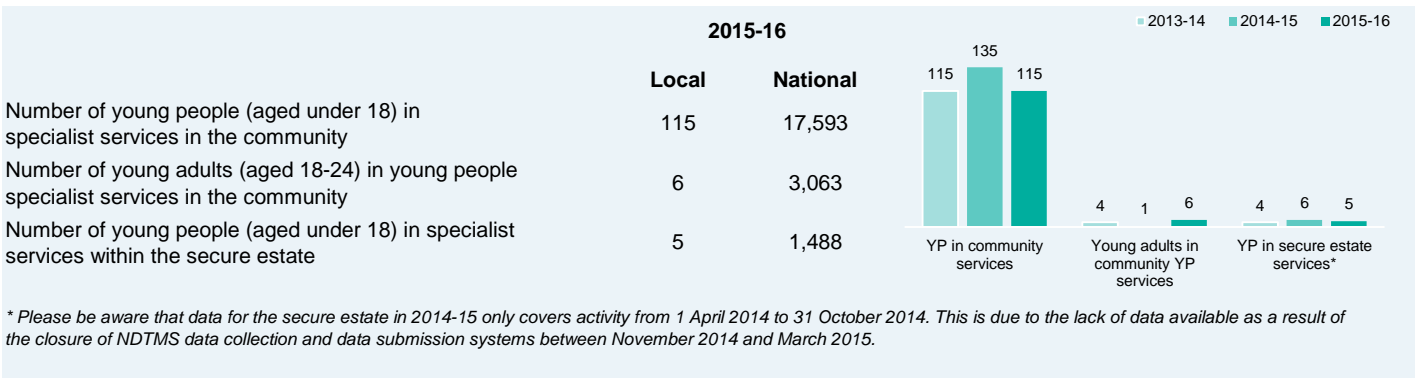 2015-16
Local National
Number of young people (aged under 18) in
specialist services in the community
115 17,593
Number of young adults (aged 18-24) in young people
specialist services in the community
6 3,063
Number of young people (aged under 18) in specialist
services within the secure estate
5 1,488
2013-14 2014-15 2015-16
115 135 115
4 1 6
4 6 5
YP in community
services
Young adults in
community YP
services
YP in secure estate
services*
* Please be aware that data for the secure estate in 2014-15 only covers activity from 1 April 2014 to 31 October 2014. This is due to the lack of data available as a result of
the closure of NDTMS data collection and data submission systems between November 2014 and March 2015.